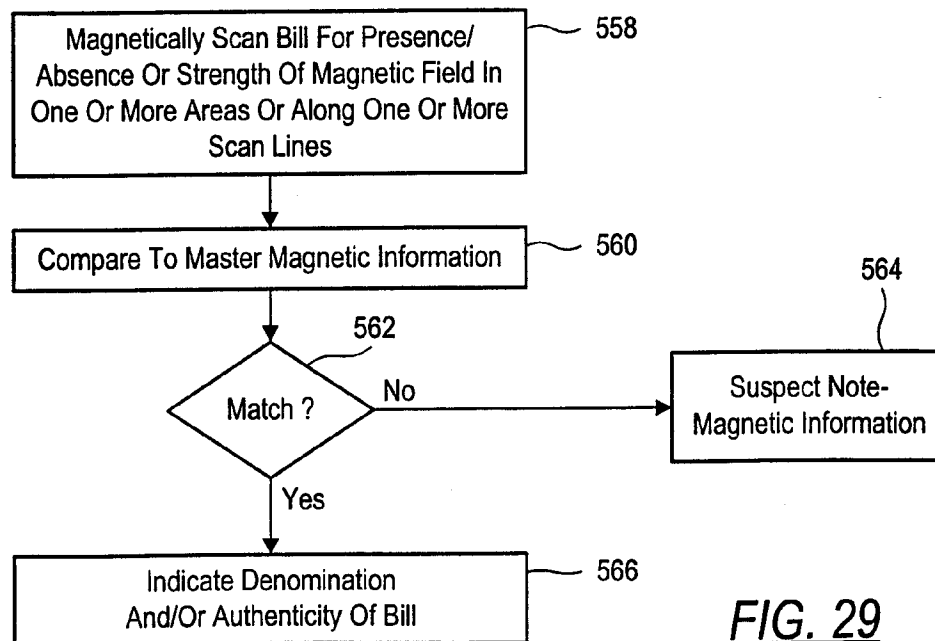 Magnetically Scan Bill For Presence/
Absence Or Strength Of Magnetic Field In
One Or More Areas Or Along One Or More
Scan Lines
558
Compare To Master Magnetic Information
560
562
564
Match ?
No
Suspect Note-
Magnetic Information
Yes
Indicate Denomination
And/Or Authenticity Of Bill
566
FIG. 29